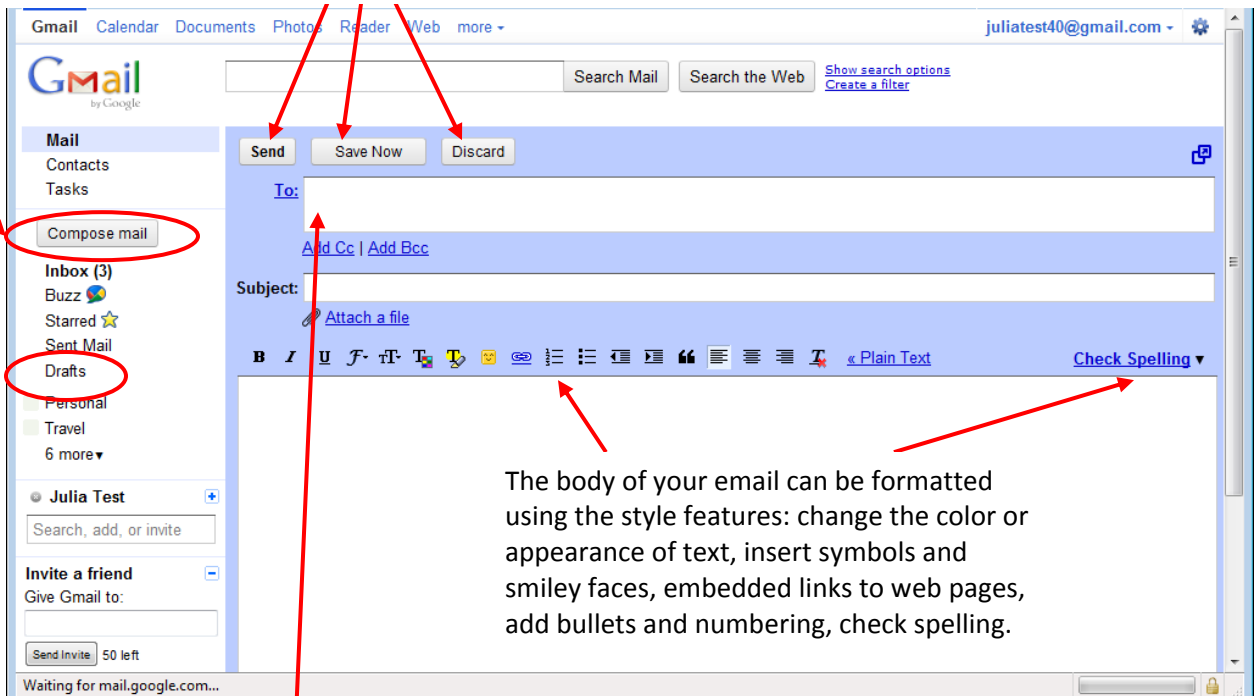 Gmail Calendar Documents Photos Reader Web more juliatest40@gmail.com
Gmail
by Google
Search Mail Search the Web Show search options
Create a filter
Mail
Contacts
Tasks
Compose mail
Inbox (3)
Buzz
Starred
Sent Mail
Drafts
Personal
Travel
6 more
Julia Test
Search, add, or invite
Invite a friend
Give Gmail to:
Send Invite 50 left
Send Save Now Discard
To:
Add Cc | Add Bcc
Subject:
Attach a file
B I U F TT T T T « Plain Text Check Spelling
The body of your email can be formatted
using the style features: change the color or
appearance of text, insert symbols and
smiley faces, embedded links to web pages,
add bullets and numbering, check spelling.
Waiting for mail.google.com...